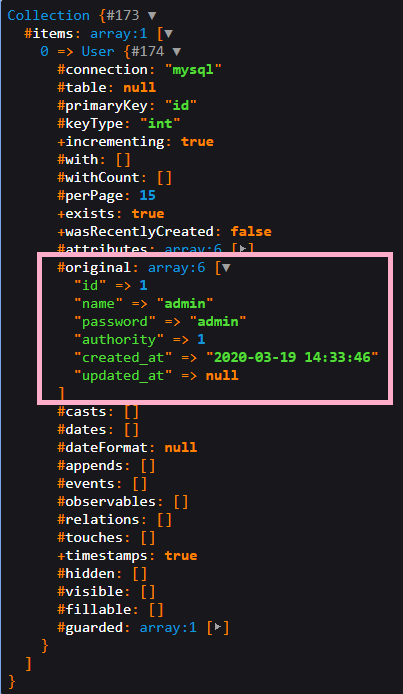 Collection {#173 ▼
#items: array:1 [▼
0 => User {#174 ▼
#connection: "mysql"
#table: null
#primaryKey: "id"
#keyType: "int"
+incrementing: true
#with: []
#withCount: []
#perPage: 15
+exists: true
+wasRecentlyCreated: false
#attributes: array:6 [▶]
#original: array:6 [▼
"id" => 1
"name" => "admin"
"password" => "admin"
"authority" => 1
"created_at" => "2020-03-19 14:33:46"
"updated_at" => null
]
#casts: []
#dates: []
#dateFormat: null
#appends: []
#events: []
#observables: []
#relations: []
#touches: []
+timestamps: true
#hidden: []
#visible: []
#fillable: []
#guarded: array:1 [▶]
}
]
}